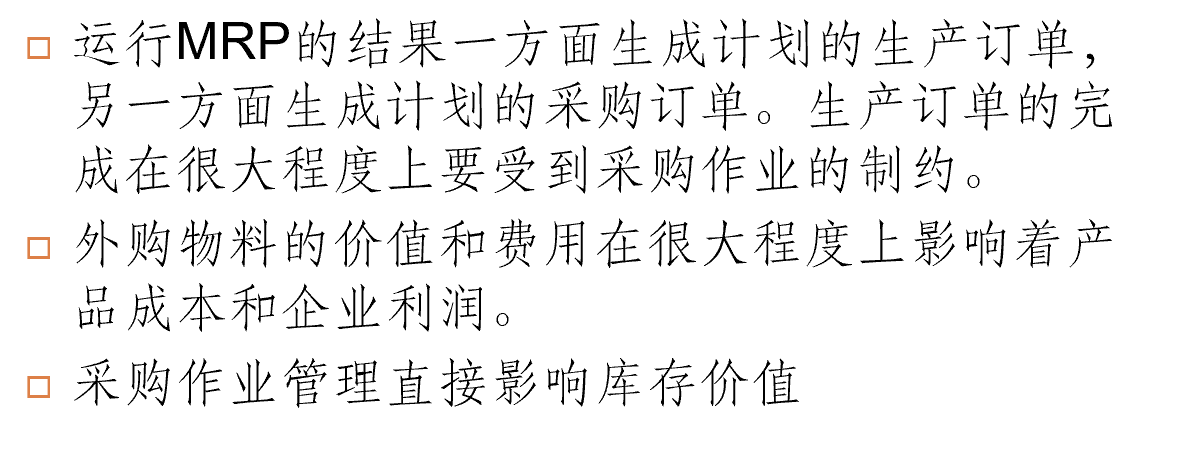 运行MRP的结果一方面生成计划的生产订单，
另一方面生成计划的采购订单。生产订单的完
成在很大程度上要受到采购作业的制约。
外购物料的价值和费用在很大程度上影响着产
品成本和企业利润。
采购作业管理直接影响库存价值